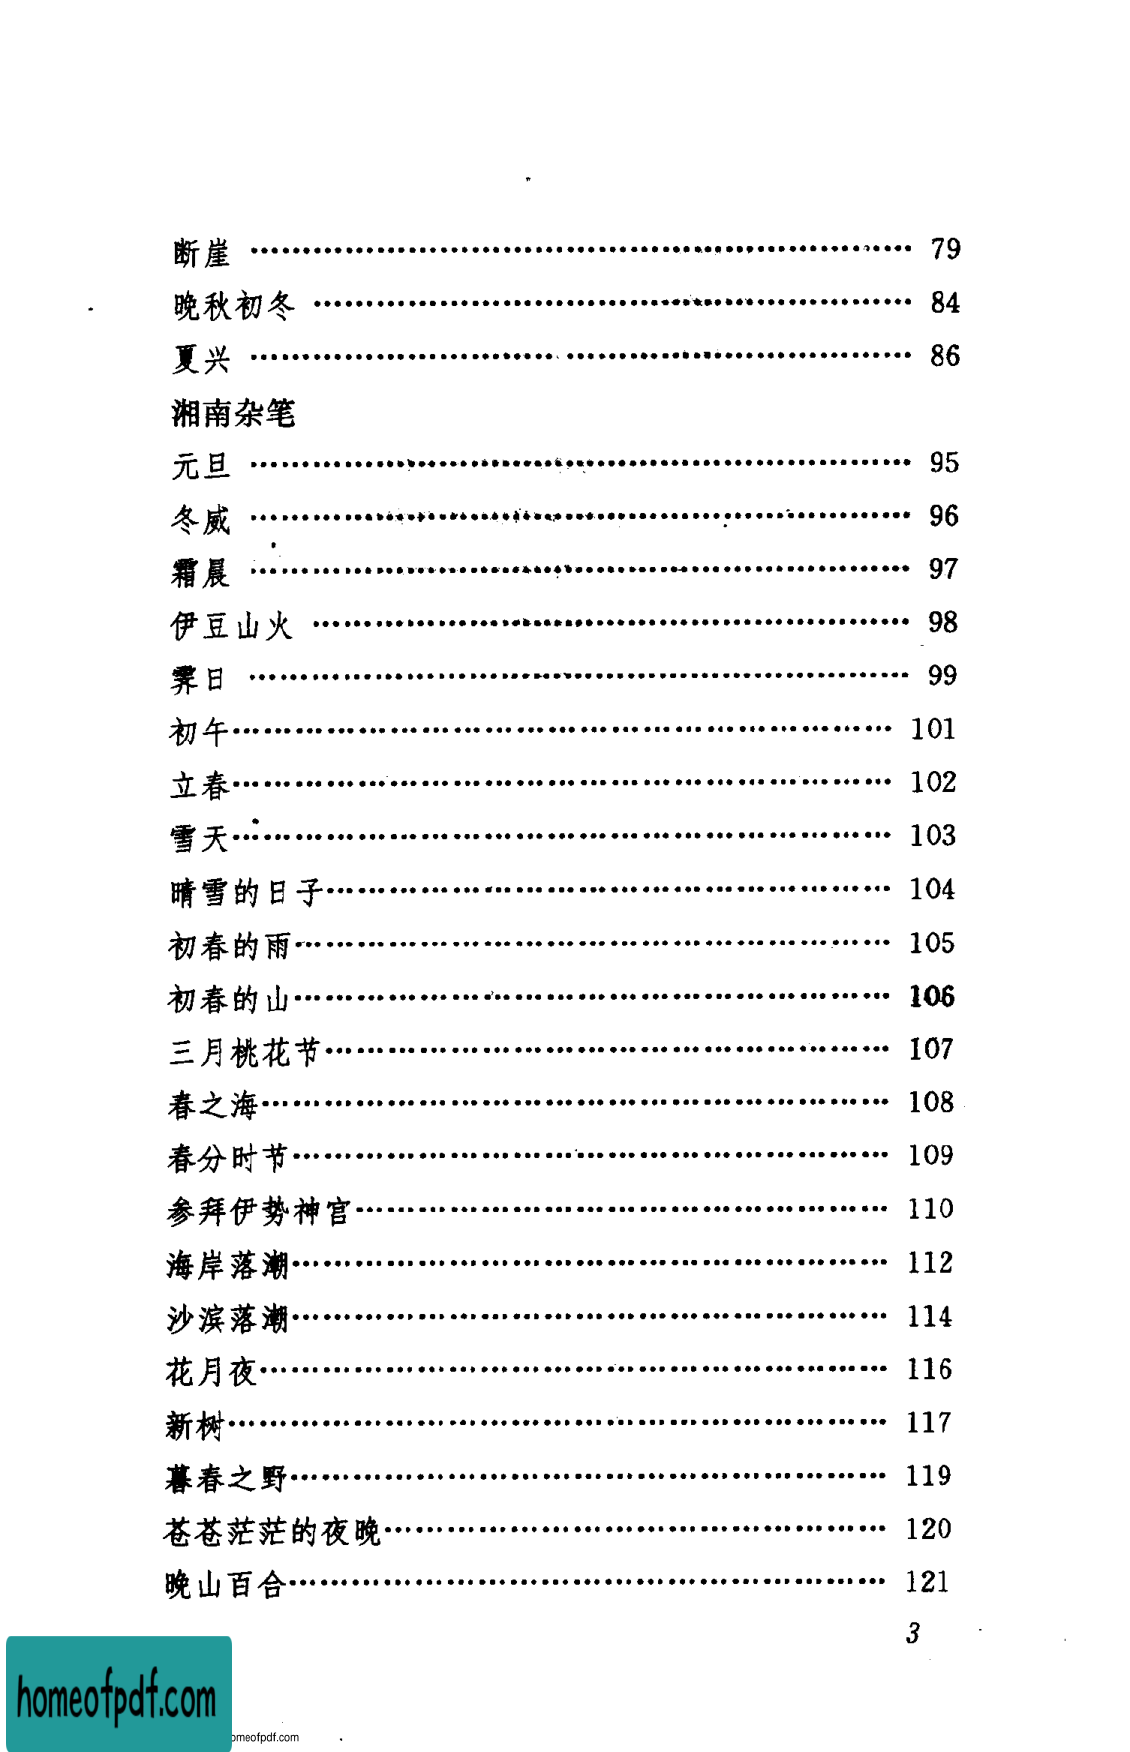 断崖 …………………………………………………………… 79
晚秋初冬 ……………………………………………………… 84
夏兴 …………………………………………………………… 86
湘南杂笔
元旦 …………………………………………………………… 95
冬威 …………………………………………………………… 96
霜晨 …………………………………………………………… 97
伊豆山火 ……………………………………………………… 98
霁日 …………………………………………………………… 99
初午…………………………………………………………… 101
立春…………………………………………………………… 102
雪天…………………………………………………………… 103
晴雪的日子…………………………………………………… 104
初春的雨……………………………………………………… 105
初春的山……………………………………………………… 106
三月桃花节…………………………………………………… 107
春之海………………………………………………………… 108
春分时节……………………………………………………… 109
参拜伊势神宫………………………………………………… 110
海岸落潮……………………………………………………… 112
沙滨落潮……………………………………………………… 114
花月夜………………………………………………………… 116
新树…………………………………………………………… 117
暮春之野……………………………………………………… 119
苍苍茫茫的夜晚……………………………………………… 120
晚山百合……………………………………………………… 121
3
homeofpdf.com
omeofpdf.com